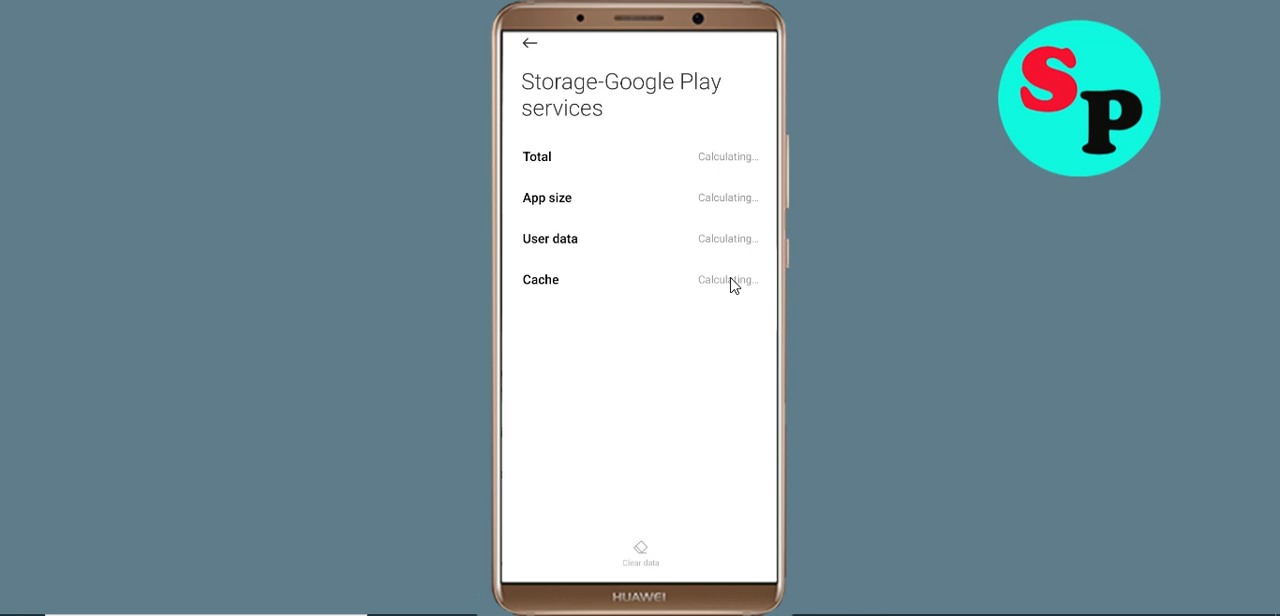 Storage-Google Play
services
Total Calculating...
App size Calculating...
User data Calculating...
Cache Calculating...
Clear data
HUAWEI
SP